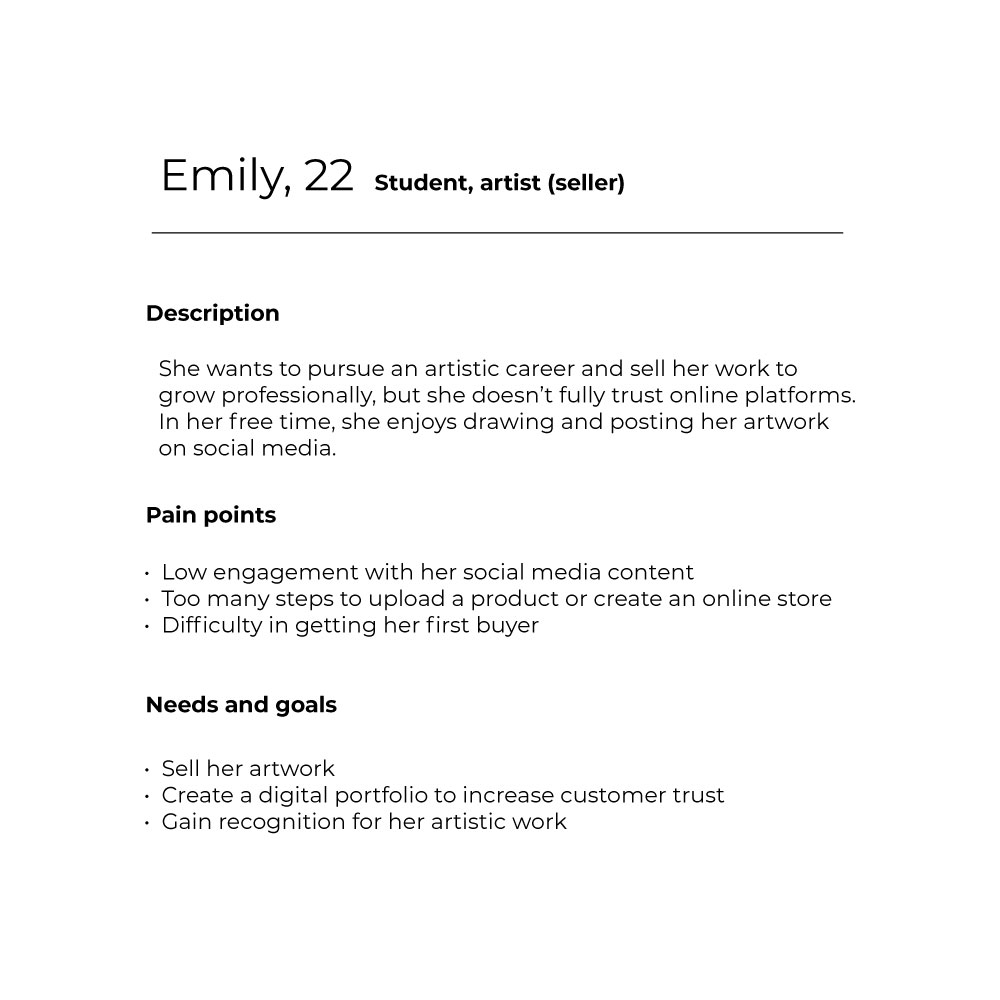 Emily, 22 Student, artist (seller)
Description
She wants to pursue an artistic career and sell her work to
grow professionally, but she doesn’t fully trust online platforms.
In her free time, she enjoys drawing and posting her artwork
on social media.
Pain points
• Low engagement with her social media content
• Too many steps to upload a product or create an online store
• Difficulty in getting her first buyer
Needs and goals
• Sell her artwork
• Create a digital portfolio to increase customer trust
• Gain recognition for her artistic work